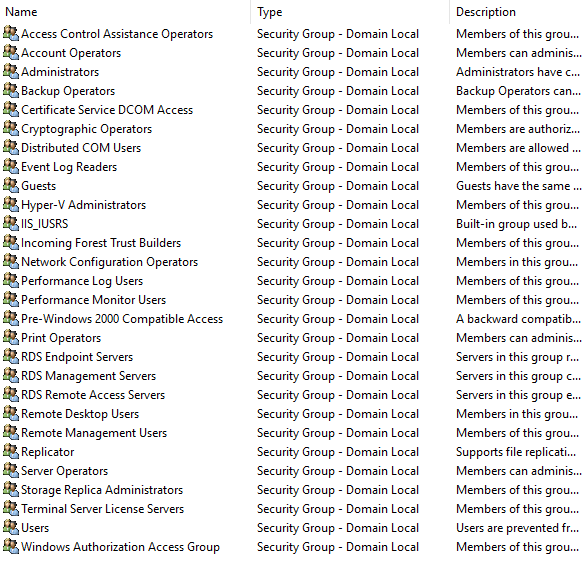 Name Type Description
Access Control Assistance Operators Security Group - Domain Local Members of this grou...
Account Operators Security Group - Domain Local Members can adminis...
Administrators Security Group - Domain Local Administrators have c...
Backup Operators Security Group - Domain Local Backup Operators can...
Certificate Service DCOM Access Security Group - Domain Local Members of this grou...
Cryptographic Operators Security Group - Domain Local Members are authoriz...
Distributed COM Users Security Group - Domain Local Members are allowed ...
Event Log Readers Security Group - Domain Local Members of this grou...
Guests Security Group - Domain Local Guests have the same ...
Hyper-V Administrators Security Group - Domain Local Members of this grou...
IIS_IUSRS Security Group - Domain Local Built-in group used b...
Incoming Forest Trust Builders Security Group - Domain Local Members of this grou...
Network Configuration Operators Security Group - Domain Local Members in this grou...
Performance Log Users Security Group - Domain Local Members of this grou...
Performance Monitor Users Security Group - Domain Local Members of this grou...
Pre-Windows 2000 Compatible Access Security Group - Domain Local A backward compatib...
Print Operators Security Group - Domain Local Members can adminis...
RDS Endpoint Servers Security Group - Domain Local Servers in this group r...
RDS Management Servers Security Group - Domain Local Servers in this group c...
RDS Remote Access Servers Security Group - Domain Local Servers in this group e...
Remote Desktop Users Security Group - Domain Local Members in this grou...
Remote Management Users Security Group - Domain Local Members of this grou...
Replicator Security Group - Domain Local Supports file replicati...
Server Operators Security Group - Domain Local Members can adminis...
Storage Replica Administrators Security Group - Domain Local Members of this grou...
Terminal Server License Servers Security Group - Domain Local Members of this grou...
Users Security Group - Domain Local Users are prevented fr...
Windows Authorization Access Group Security Group - Domain Local Members of this grou...